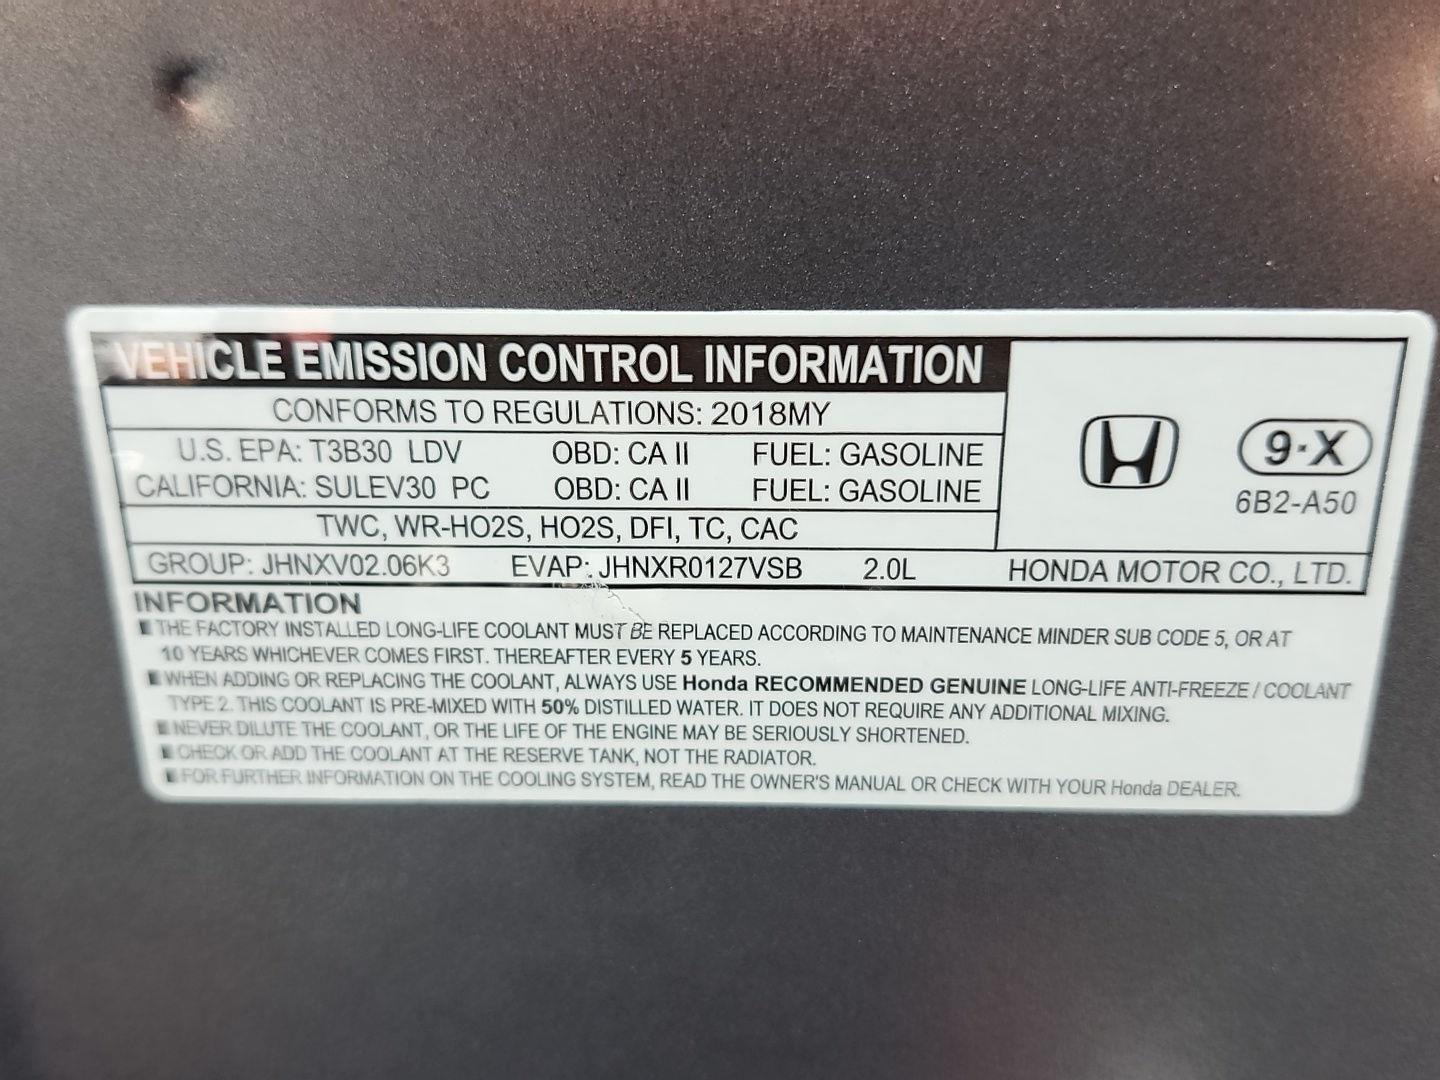 VEHICLE EMISSION CONTROL INFORMATION
CONFORMS TO REGULATIONS: 2018MY
U.S. EPA: T3B30 LDV OBD: CA II FUEL: GASOLINE
CALIFORNIA: SULEV30 PC OBD: CA II FUEL: GASOLINE
9·X
6B2-A50
TWC, WR-HO2S, HO2S, DFI, TC, CAC
GROUP: JHNXV02.06K3 EVAP: JHNXR0127VSB 2.0L HONDA MOTOR CO., LTD.
INFORMATION
THE FACTORY INSTALLED LONG-LIFE COOLANT MUST BE REPLACED ACCORDING TO MAINTENANCE MINDER SUB CODE 5, OR AT
10 YEARS WHICHEVER COMES FIRST. THEREAFTER EVERY 5 YEARS.
WHEN ADDING OR REPLACING THE COOLANT, ALWAYS USE Honda RECOMMENDED GENUINE LONG-LIFE ANTI-FREEZE / COOLANT
TYPE 2. THIS COOLANT IS PRE-MIXED WITH 50% DISTILLED WATER. IT DOES NOT REQUIRE ANY ADDITIONAL MIXING.
NEVER DILUTE THE COOLANT, OR THE LIFE OF THE ENGINE MAY BE SERIOUSLY SHORTENED.
CHECK OR ADD THE COOLANT AT THE RESERVE TANK, NOT THE RADIATOR.
FOR FURTHER INFORMATION ON THE COOLING SYSTEM, READ THE OWNER'S MANUAL OR CHECK WITH YOUR Honda DEALER.